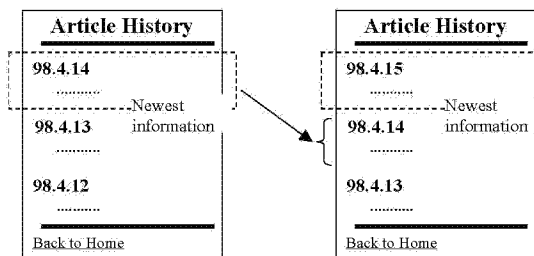 Article History
98.4.14
...........
Newest
information
98.4.13
...........
98.4.12
...........
Back to Home
Article History
98.4.15
...........
Newest
information
98.4.14
...........
98.4.13
...........
Back to Home